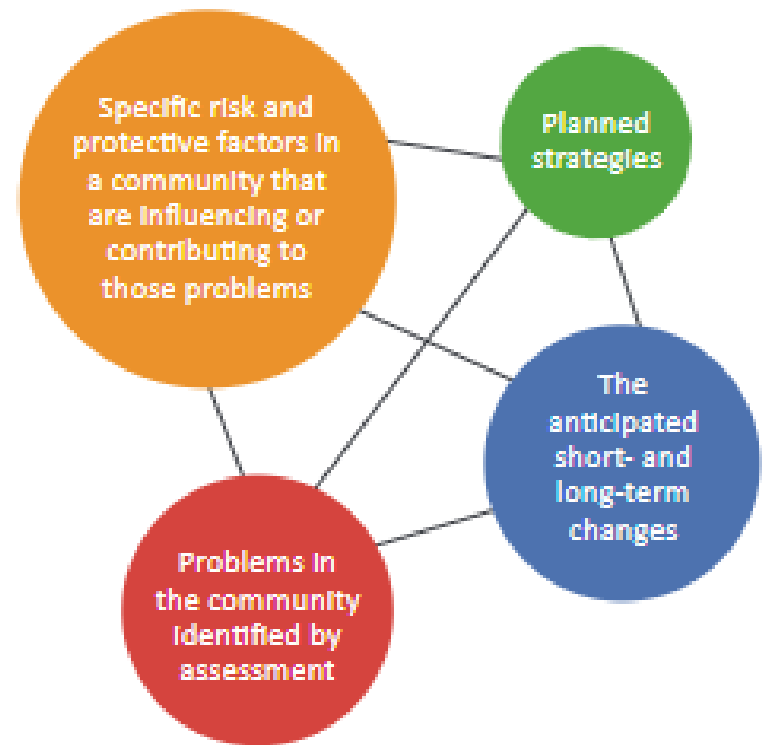 Specific risk and
protective factors in
a community that
are influencing or
contributing to
those problems
Planned
strategies
The
anticipated
short- and
long-term
changes
Problems in
the community
identified by
assessment